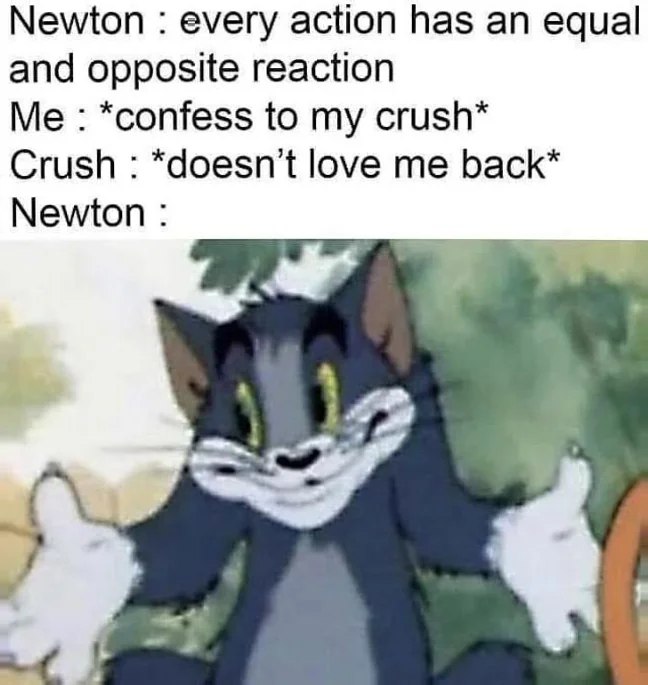 Newton : every action has an equal
and opposite reaction
Me : *confess to my crush*
Crush : *doesn't love me back*
Newton :